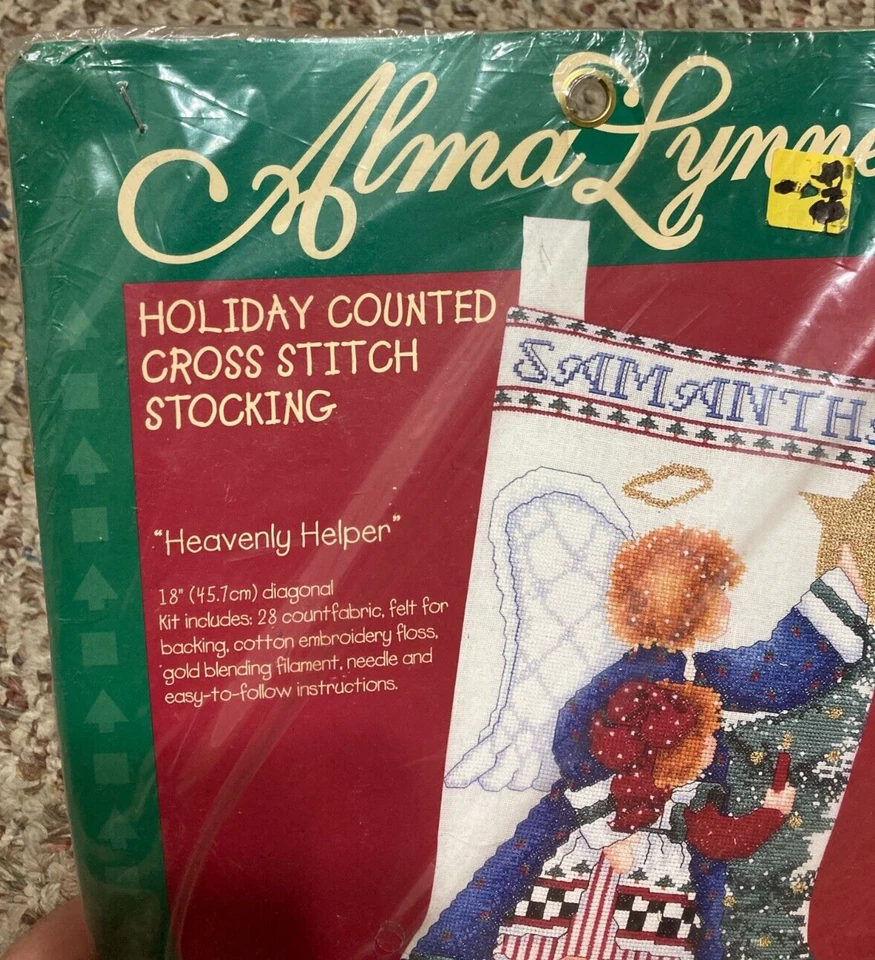 Alma Lynne
HOLIDAY COUNTED
CROSS STITCH
STOCKING
SAMANTH
"Heavenly Helper"
18" (45.7cm) diagonal
Kit includes: 28 countfabric, felt for
backing, cotton embroidery floss,
gold blending filament, needle and
easy-to-follow instructions.